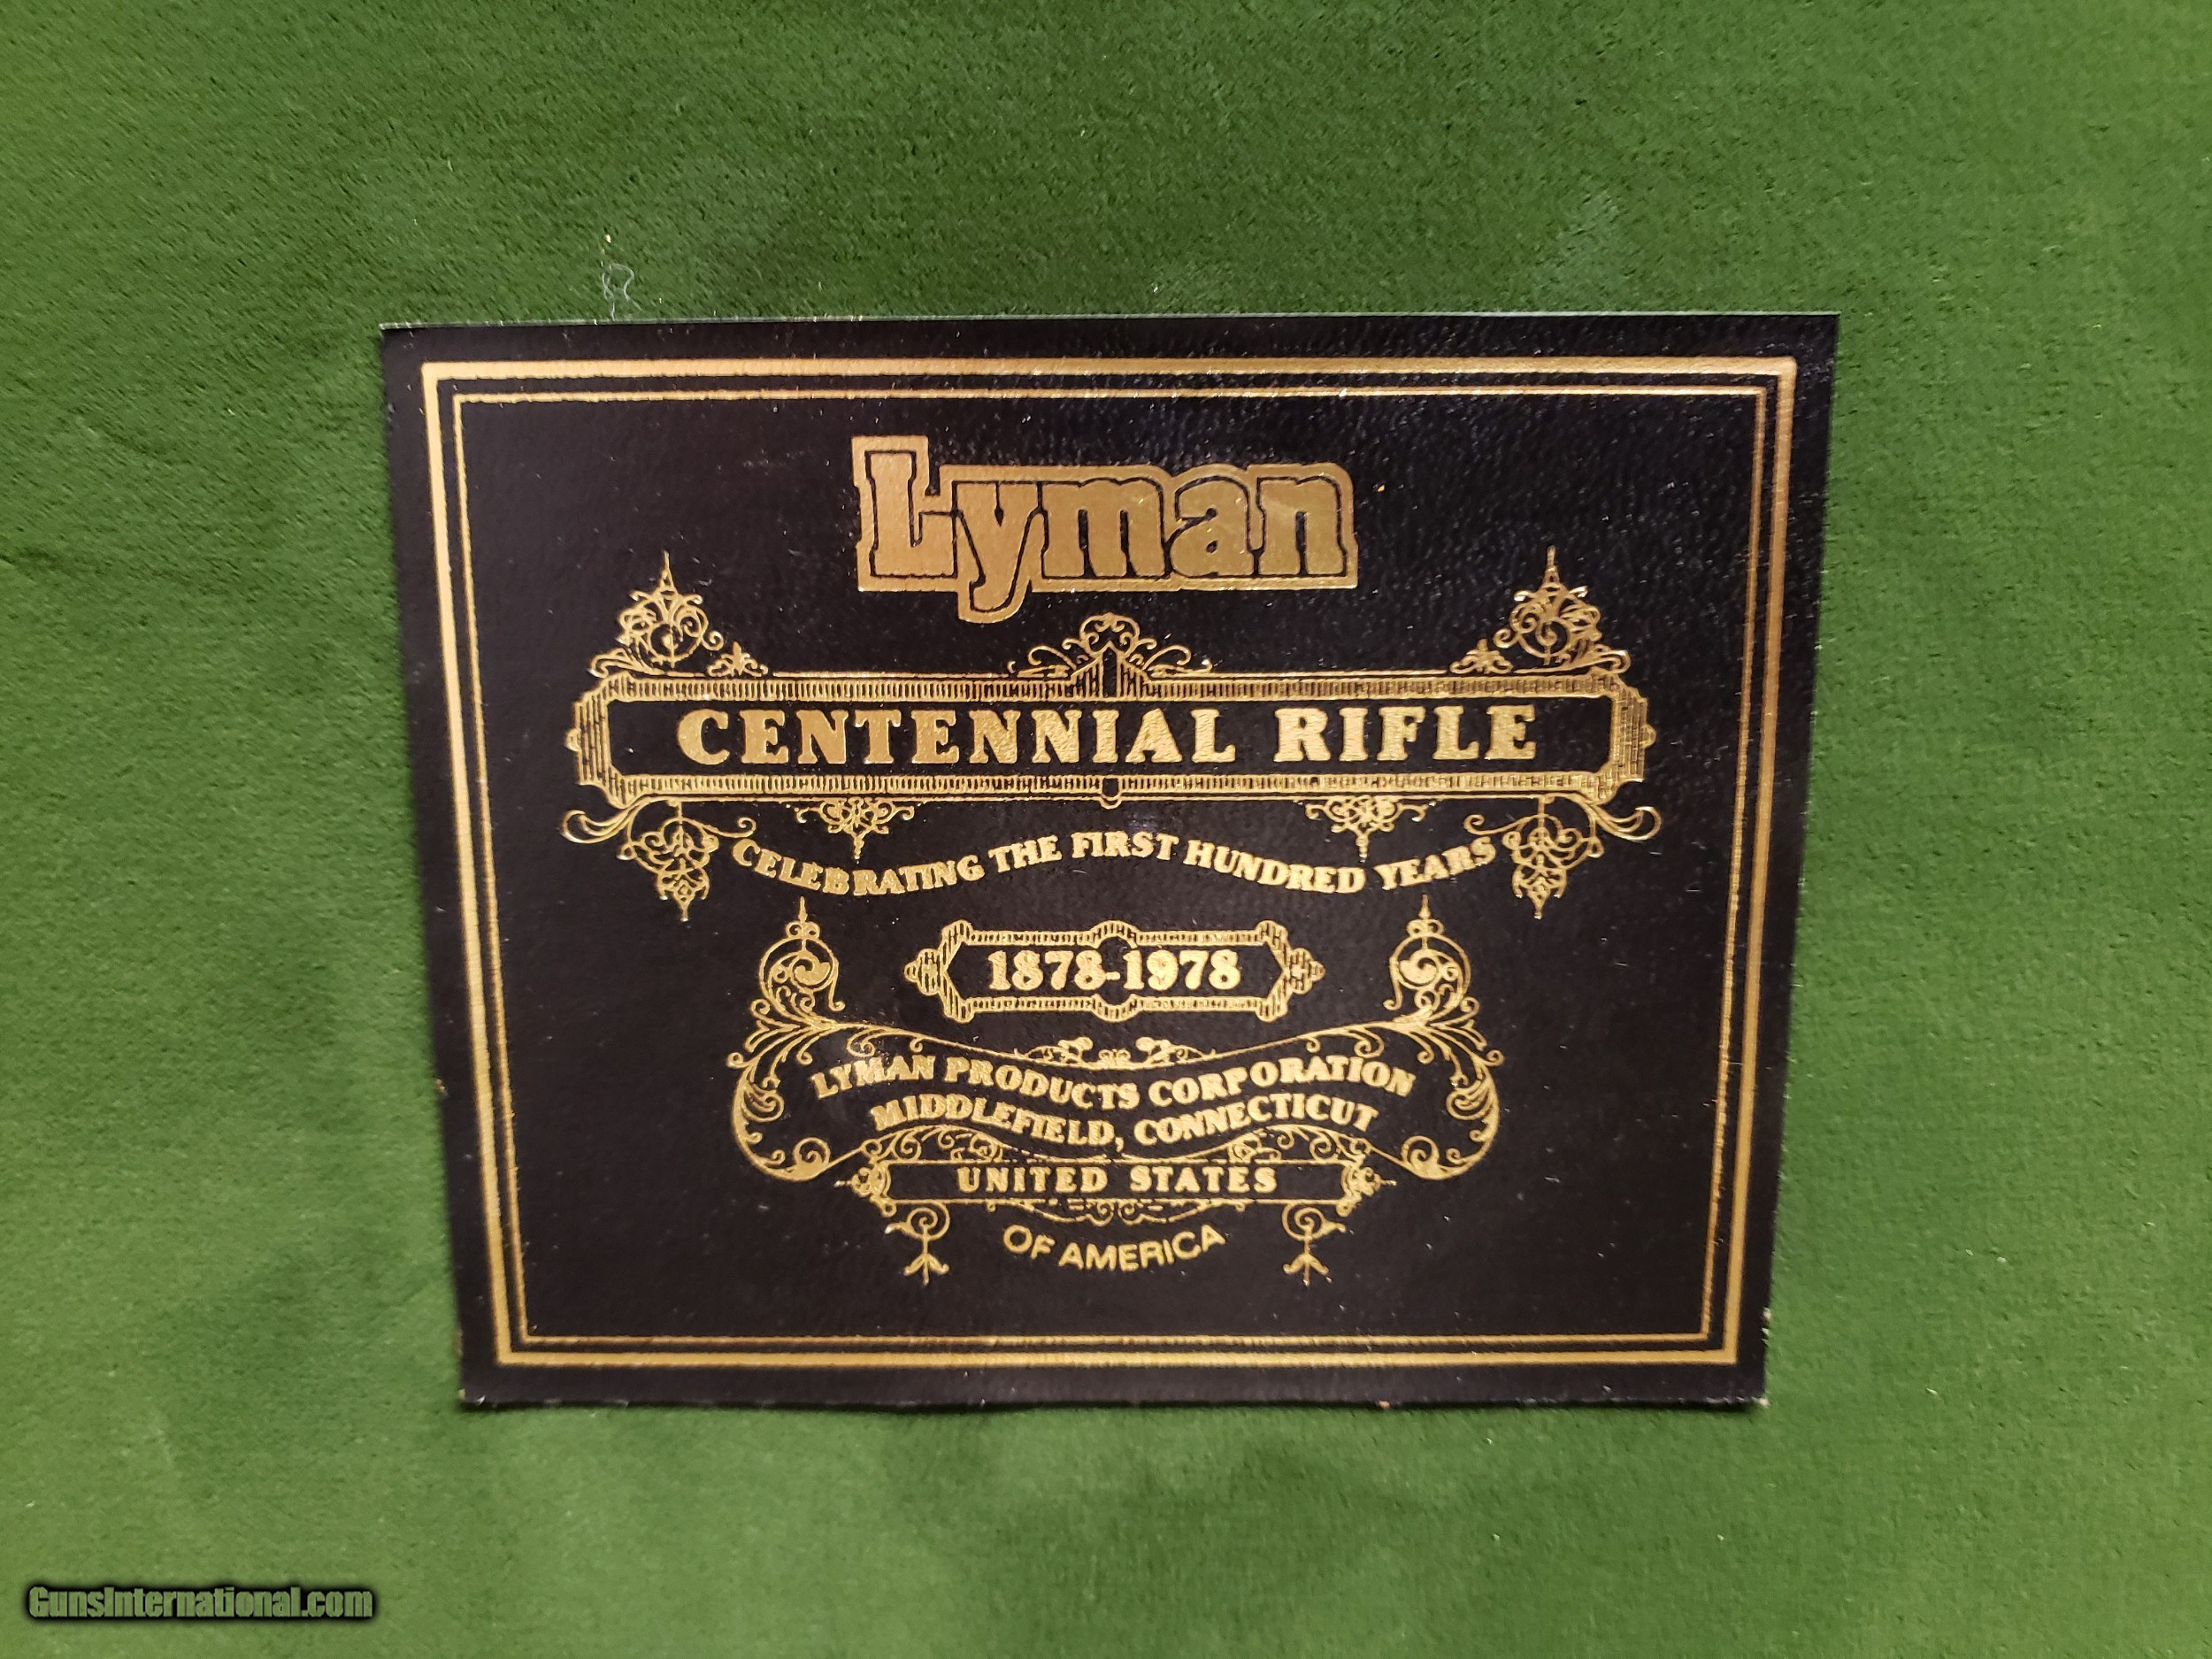 Lyman
CENTENNIAL RIFLE
CELEBRATING THE FIRST HUNDRED YEARS
1878-1978
LYMAN PRODUCTS CORPORATION
MIDDLEFIELD, CONNECTICUT
UNITED STATES
OF AMERICA
GunsInternational.com